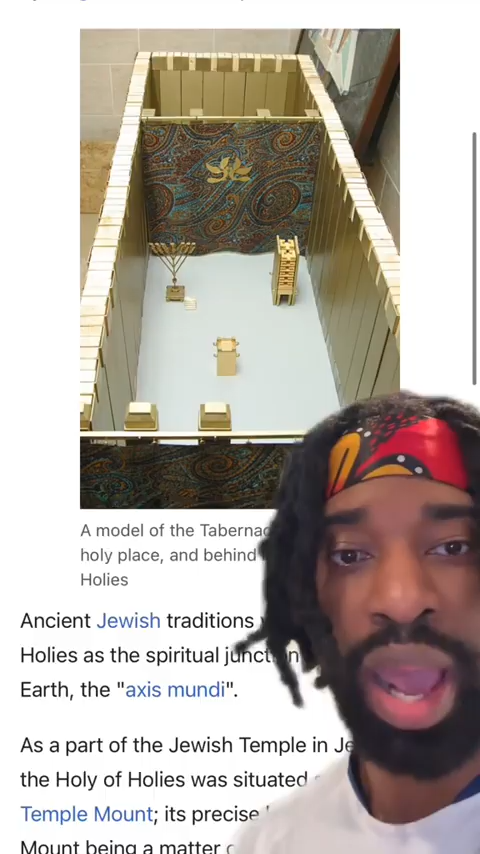 A model of the Tabernac
holy place, and behind
Holies
Ancient Jewish traditions
Holies as the spiritual junction
Earth, the "axis mundi".
As a part of the Jewish Temple in Je
the Holy of Holies was situated
Temple Mount; its precise
Mount being a matter